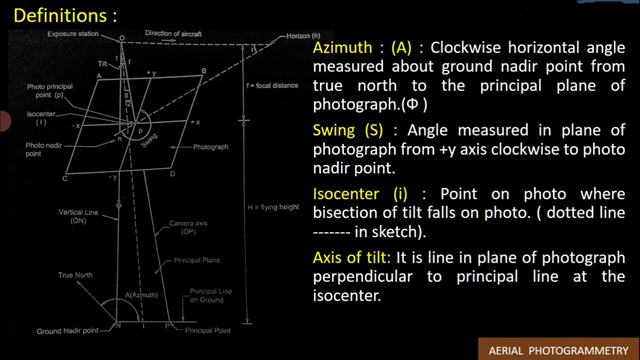 Definitions :
Exposure station
Direction of aircraft
Horizon(h)
O
Tilt
t
f
A
+ y
B
Photo principal
point (p)
f = focal distance
isocenter
( i )
- x
+ x
n
Swing
Photo nadir
point
Photograph
C
- y
D
Vertical Line
(ON)
Camera axis
(OP)
H = flying height
Principal Plane
True North
A(Azimuth)
Principal Line
on Ground
Ground Nadir point
N
I
P
Principal Point
Azimuth : (A) : Clockwise horizontal angle
measured about ground nadir point from
true north to the principal plane of
photograph.(Φ )
Swing (S) : Angle measured in plane of
photograph from +y axis clockwise to photo
nadir point.
Isocenter (i) : Point on photo where
bisection of tilt falls on photo. ( dotted line
------- in sketch).
Axis of tilt: It is line in plane of photograph
perpendicular to principal line at the
isocenter.
AERIAL PHOTOGRAMMETRY